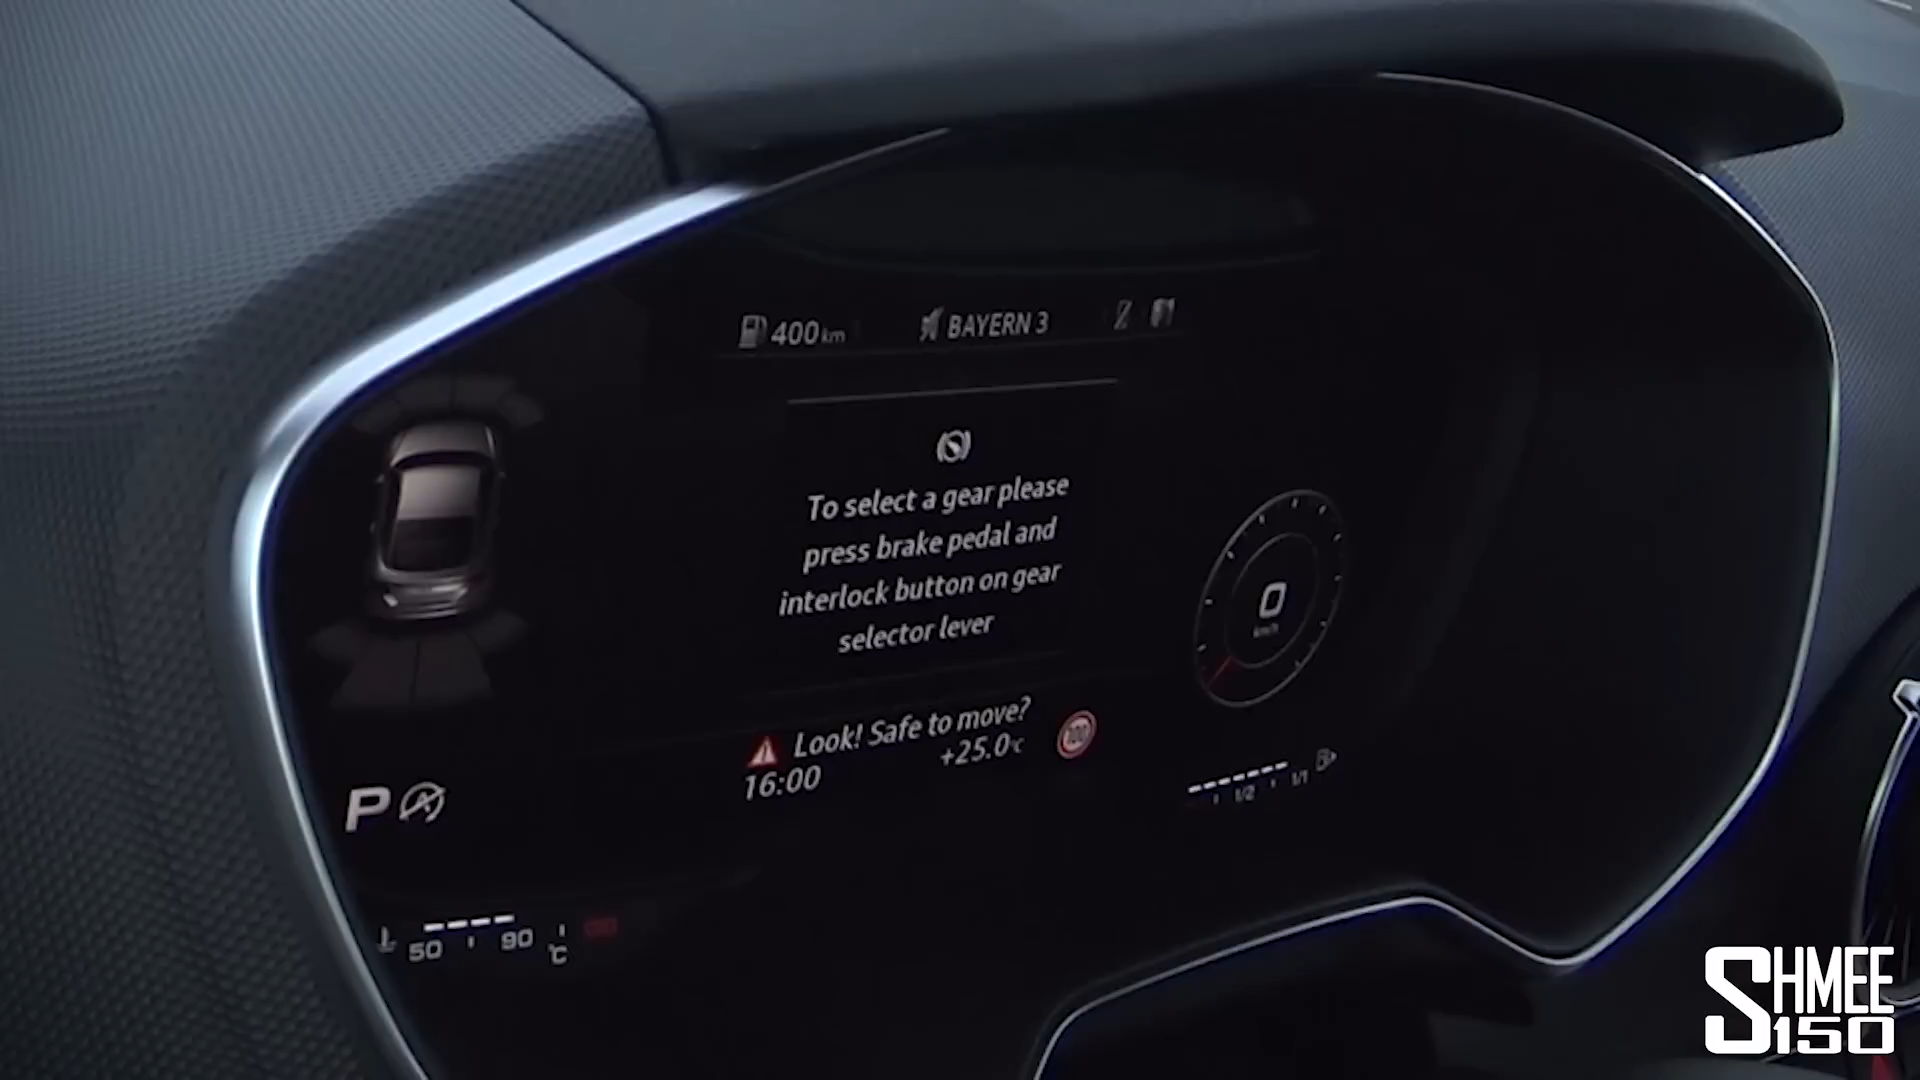 400 km
BAYERN 3
To select a gear please
press brake pedal and
interlock button on gear
selector lever
0
km/h
Look! Safe to move?
16:00
+25.0°C
100
P
1/2
1/1
50
90
°C
SHMEE
150